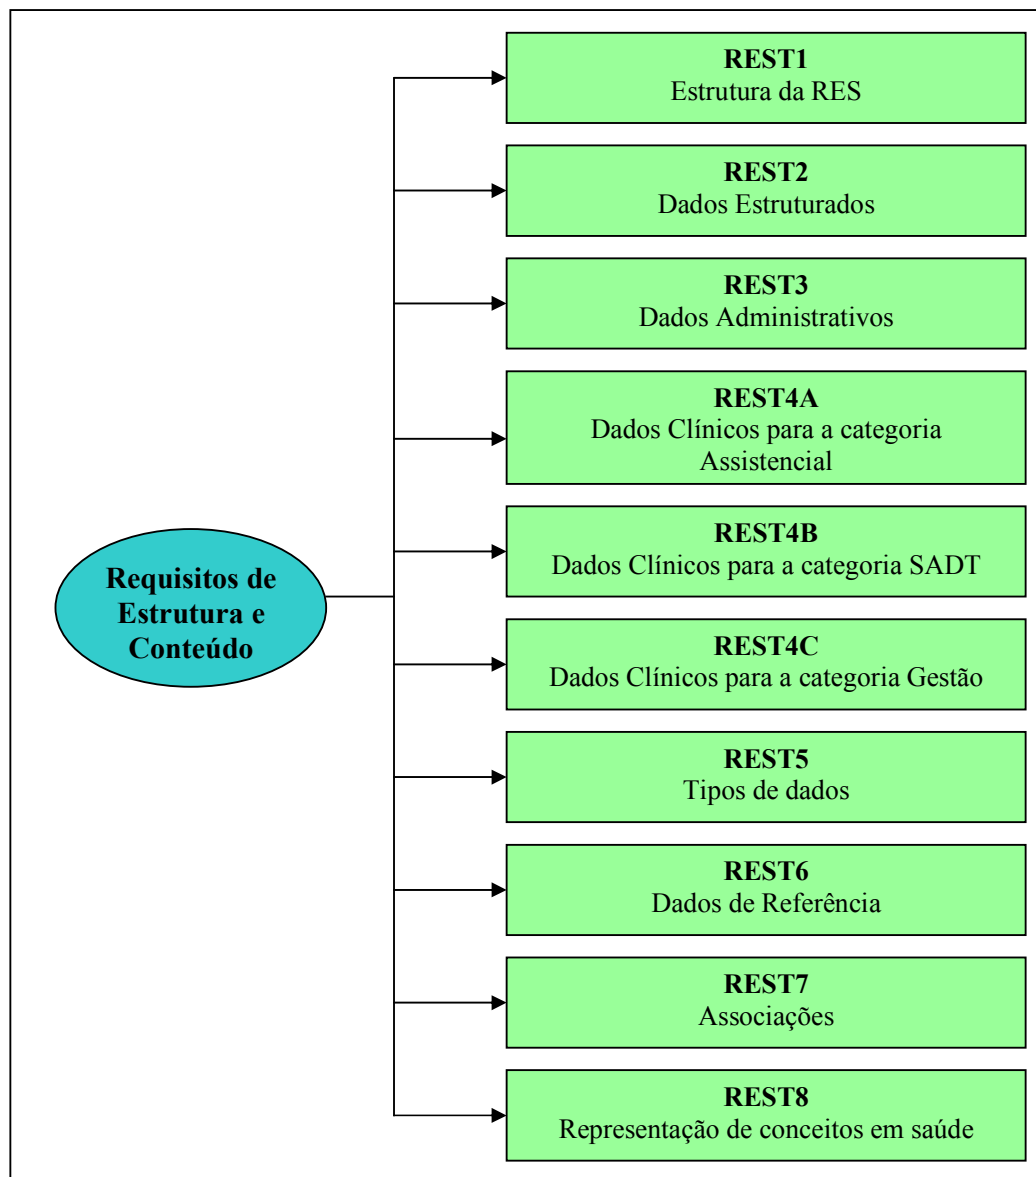 REST1
Estrutura da RES
REST2
Dados Estruturados
REST3
Dados Administrativos
REST4A
Dados Clínicos para a categoria
Assistencial
REST4B
Dados Clínicos para a categoria SADT
Requisitos de
Estrutura e
Conteúdo
REST4C
Dados Clínicos para a categoria Gestão
REST5
Tipos de dados
REST6
Dados de Referência
REST7
Associações
REST8
Representação de conceitos em saúde